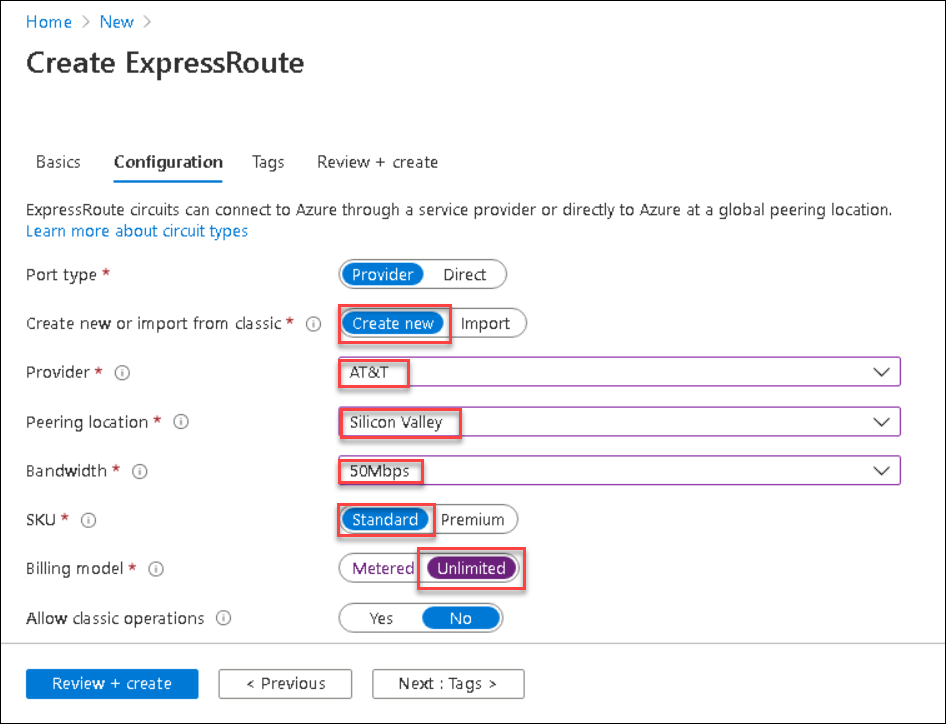 Home > New >
Create ExpressRoute
Basics Configuration Tags Review + create
ExpressRoute circuits can connect to Azure through a service provider or directly to Azure at a global peering location.
Learn more about circuit types
Port type * Provider Direct
Create new or import from classic * Create new Import
Provider * AT&T
Peering location * Silicon Valley
Bandwidth * 50Mbps
SKU * Standard Premium
Billing model * Metered Unlimited
Allow classic operations Yes No
Review + create < Previous Next : Tags >